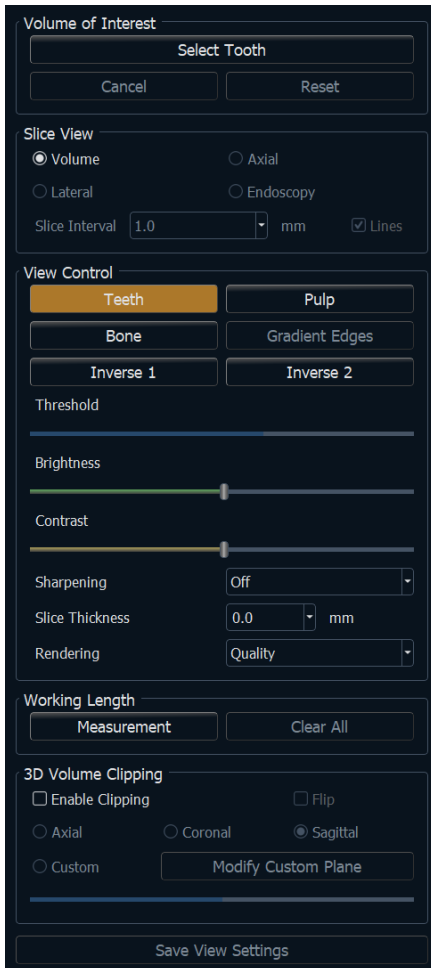 Volume of Interest
Select Tooth
Cancel Reset
Slice View
Volume Axial
Lateral Endoscopy
Slice Interval 1.0 mm Lines
View Control
Teeth Pulp
Bone Gradient Edges
Inverse 1 Inverse 2
Threshold
Brightness
Contrast
Sharpening Off
Slice Thickness 0.0 mm
Rendering Quality
Working Length
Measurement Clear All
3D Volume Clipping
Enable Clipping Flip
Axial Coronal Sagittal
Custom Modify Custom Plane
Save View Settings